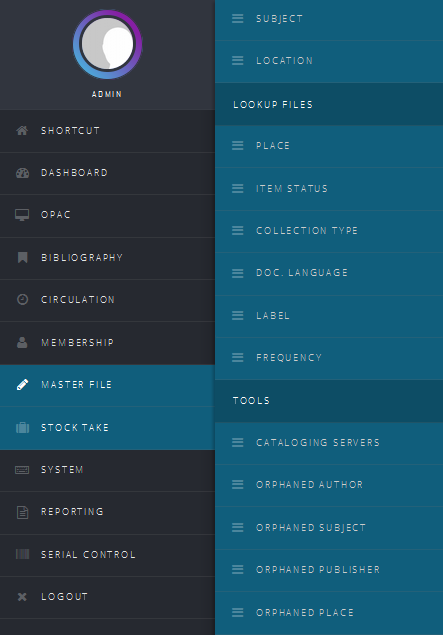 ADMIN
SHORTCUT
DASHBOARD
OPAC
BIBLIOGRAPHY
CIRCULATION
MEMBERSHIP
MASTER FILE
STOCK TAKE
SYSTEM
REPORTING
SERIAL CONTROL
LOGOUT
SUBJECT
LOCATION
LOOKUP FILES
PLACE
ITEM STATUS
COLLECTION TYPE
DOC. LANGUAGE
LABEL
FREQUENCY
TOOLS
CATALOGING SERVERS
ORPHANED AUTHOR
ORPHANED SUBJECT
ORPHANED PUBLISHER
ORPHANED PLACE